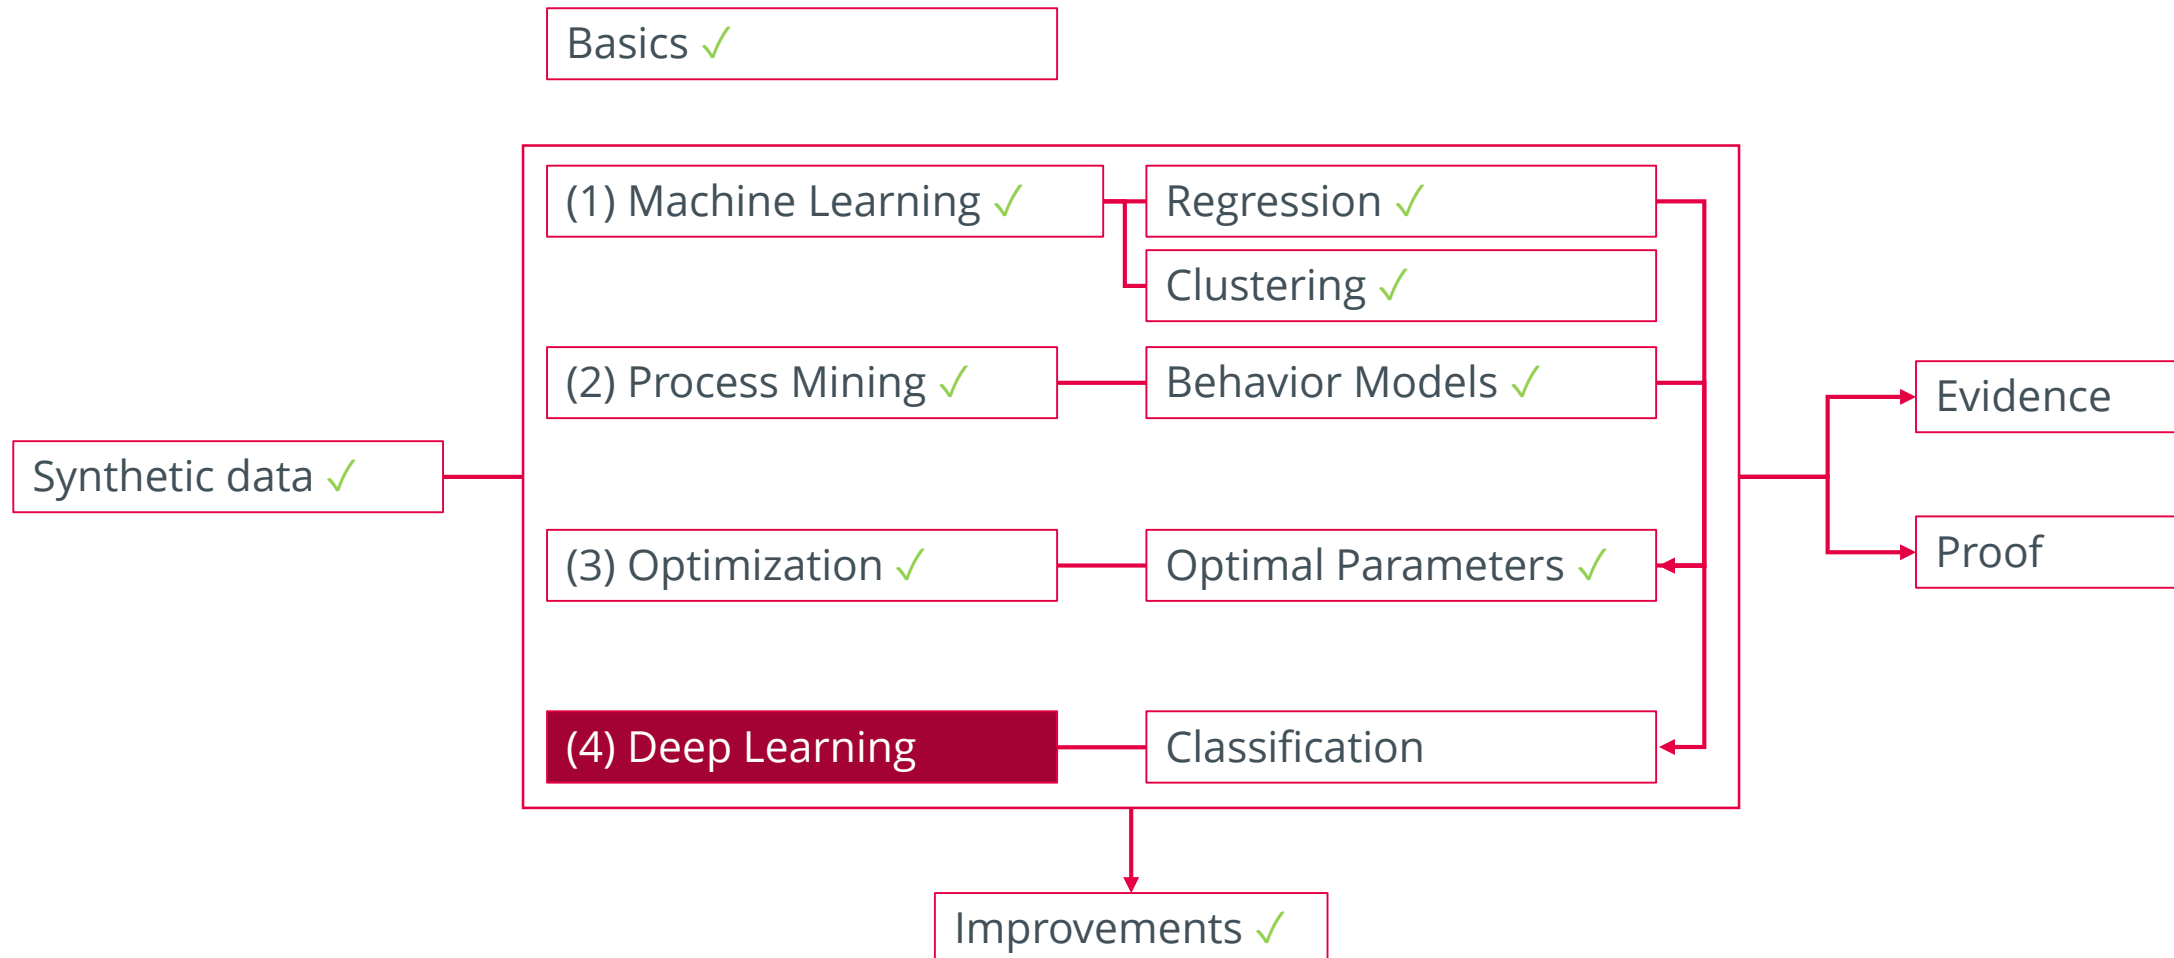 Basics ✓
(1) Machine Learning ✓
Regression ✓
Clustering ✓
(2) Process Mining ✓
Behavior Models ✓
Synthetic data ✓
(3) Optimization ✓
Optimal Parameters ✓
(4) Deep Learning
Classification
Evidence
Proof
Improvements ✓